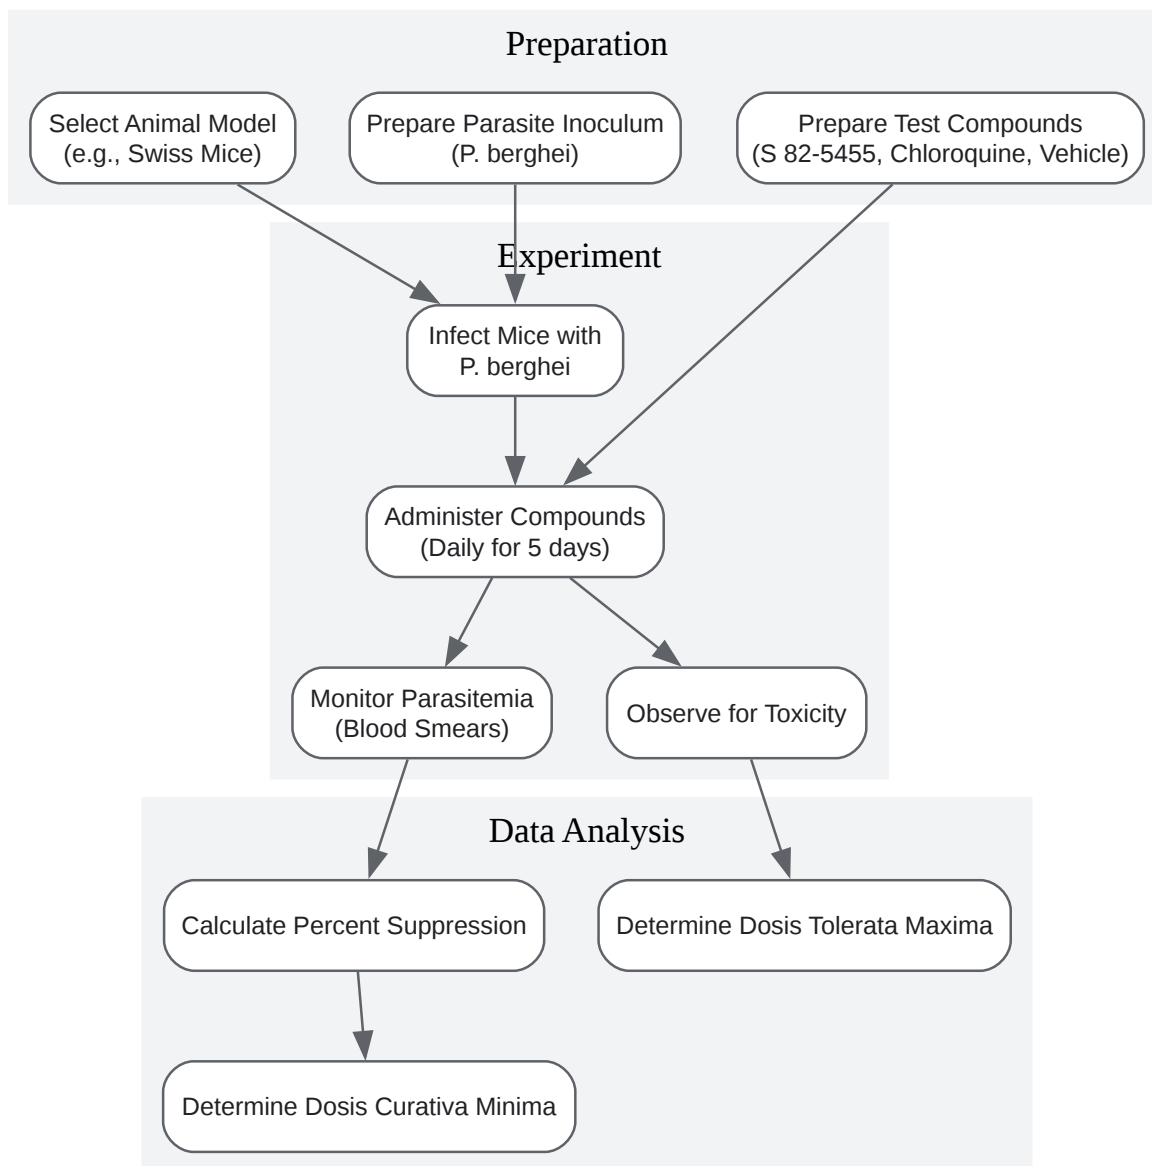 Preparation
Select Animal Model
(e.g., Swiss Mice)
Prepare Parasite Inoculum
(P. berghei)
Prepare Test Compounds
(S 82-5455, Chloroquine, Vehicle)
Experiment
Infect Mice with
P. berghei
Administer Compounds
(Daily for 5 days)
Monitor Parasitemia
(Blood Smears)
Observe for Toxicity
Data Analysis
Calculate Percent Suppression
Determine Dosis Tolerata Maxima
Determine Dosis Curativa Minima